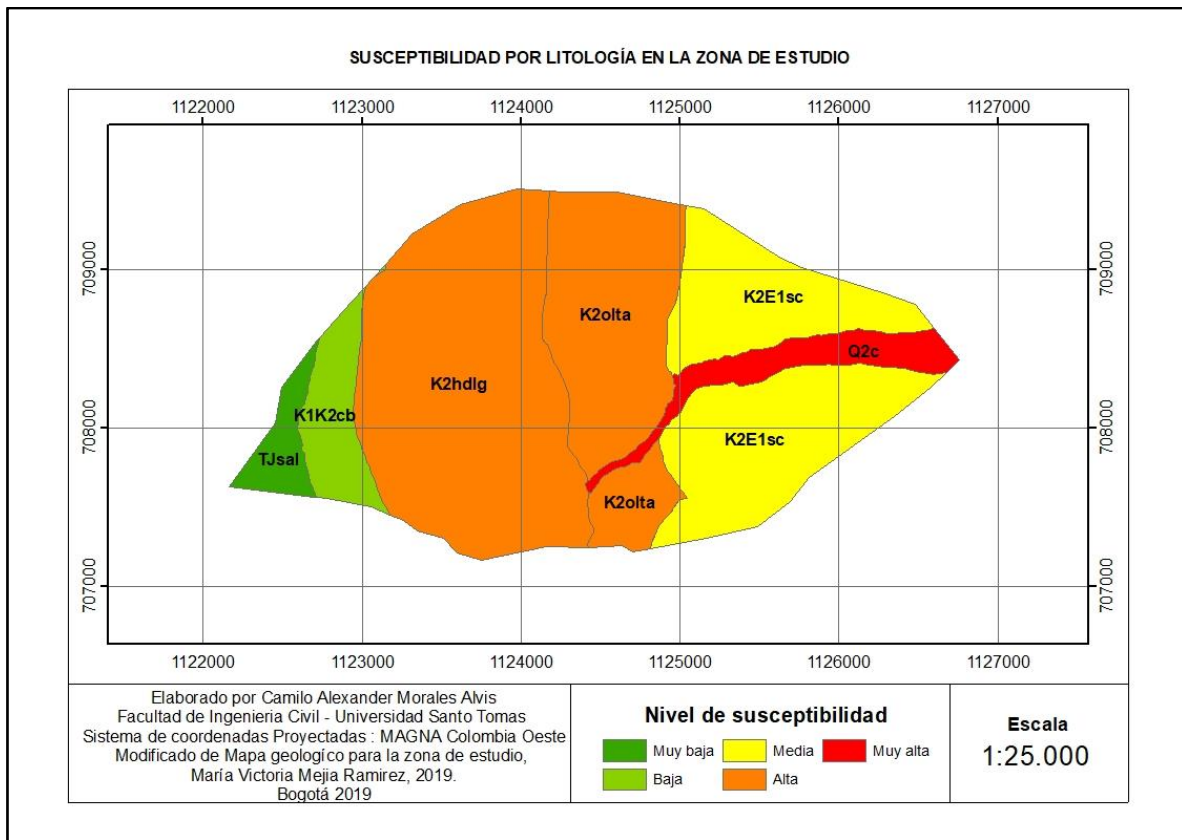 SUSCEPTIBILIDAD POR LITOLOGÍA EN LA ZONA DE ESTUDIO
1122000 1123000 1124000 1125000 1126000 1127000
709000 709000
708000 708000
707000 707000
K2E1sc
K2olta
Q2c
K2hdlg
K1K2cb
K2E1sc
TJsal
K2olta
1122000 1123000 1124000 1125000 1126000 1127000
Elaborado por Camilo Alexander Morales Alvis
Facultad de Ingenieria Civil - Universidad Santo Tomas
Sistema de coordenadas Proyectadas : MAGNA Colombia Oeste
Modificado de Mapa geologíco para la zona de estudio,
María Victoria Mejia Ramirez, 2019.
Bogotá 2019
Nivel de susceptibilidad
Muy baja Media Muy alta
Baja Alta
Escala
1:25.000